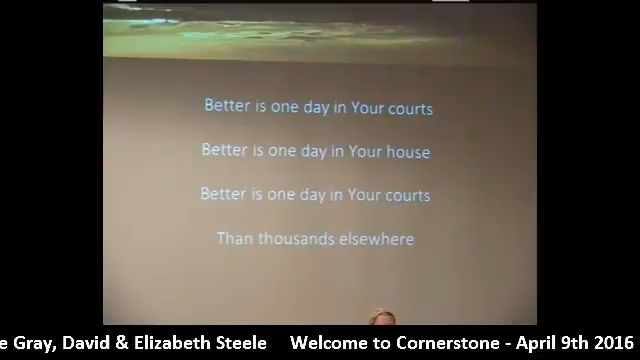 Better is one day in Your courts
Better is one day in Your house
Better is one day in Your courts
Than thousands elsewhere
e Gray, David & Elizabeth Steele Welcome to Cornerstone - April 9th 2016